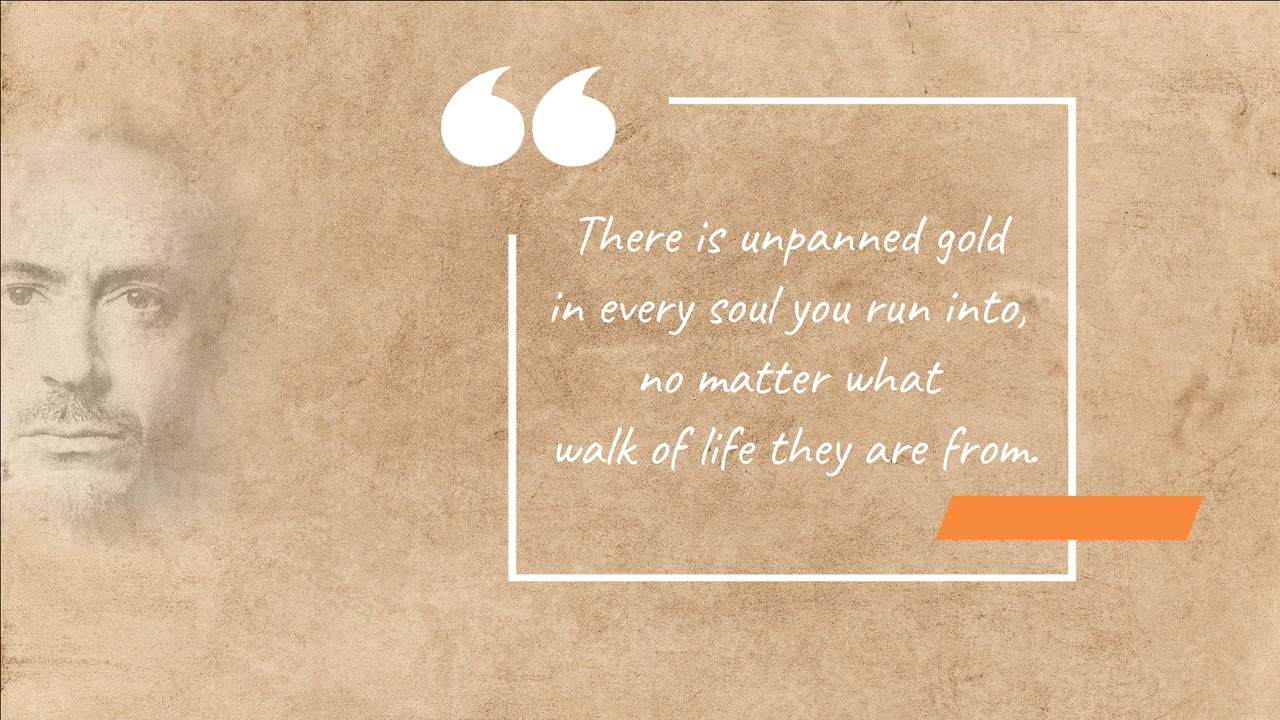 There is unpanned gold
in every soul you run into,
no matter what
walk of life they are from.